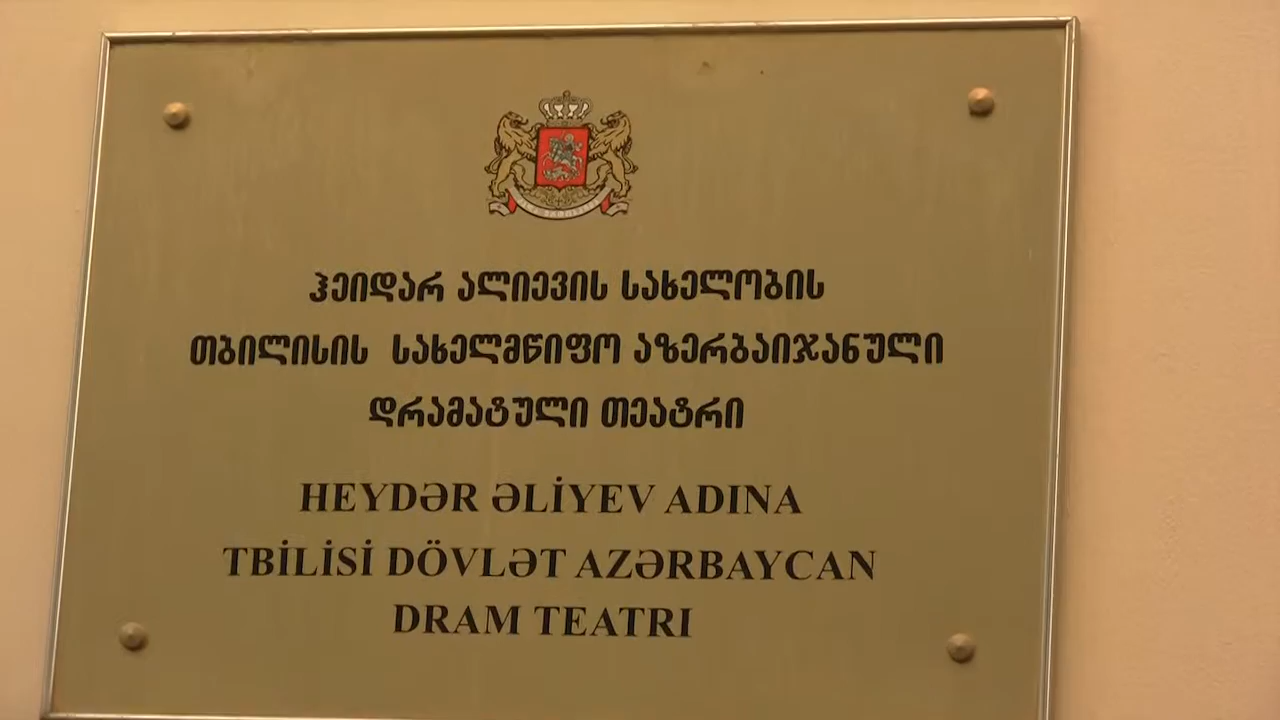 ჰეიდარ ალიევის სახელობის
თბილისის სახელმწიფო აზერბაიჯანული
დრამატული თეატრი
HEYDƏR ƏLİYEV ADINA
TBİLİSİ DÖVLƏT AZƏRBAYCAN
DRAM TEATRI